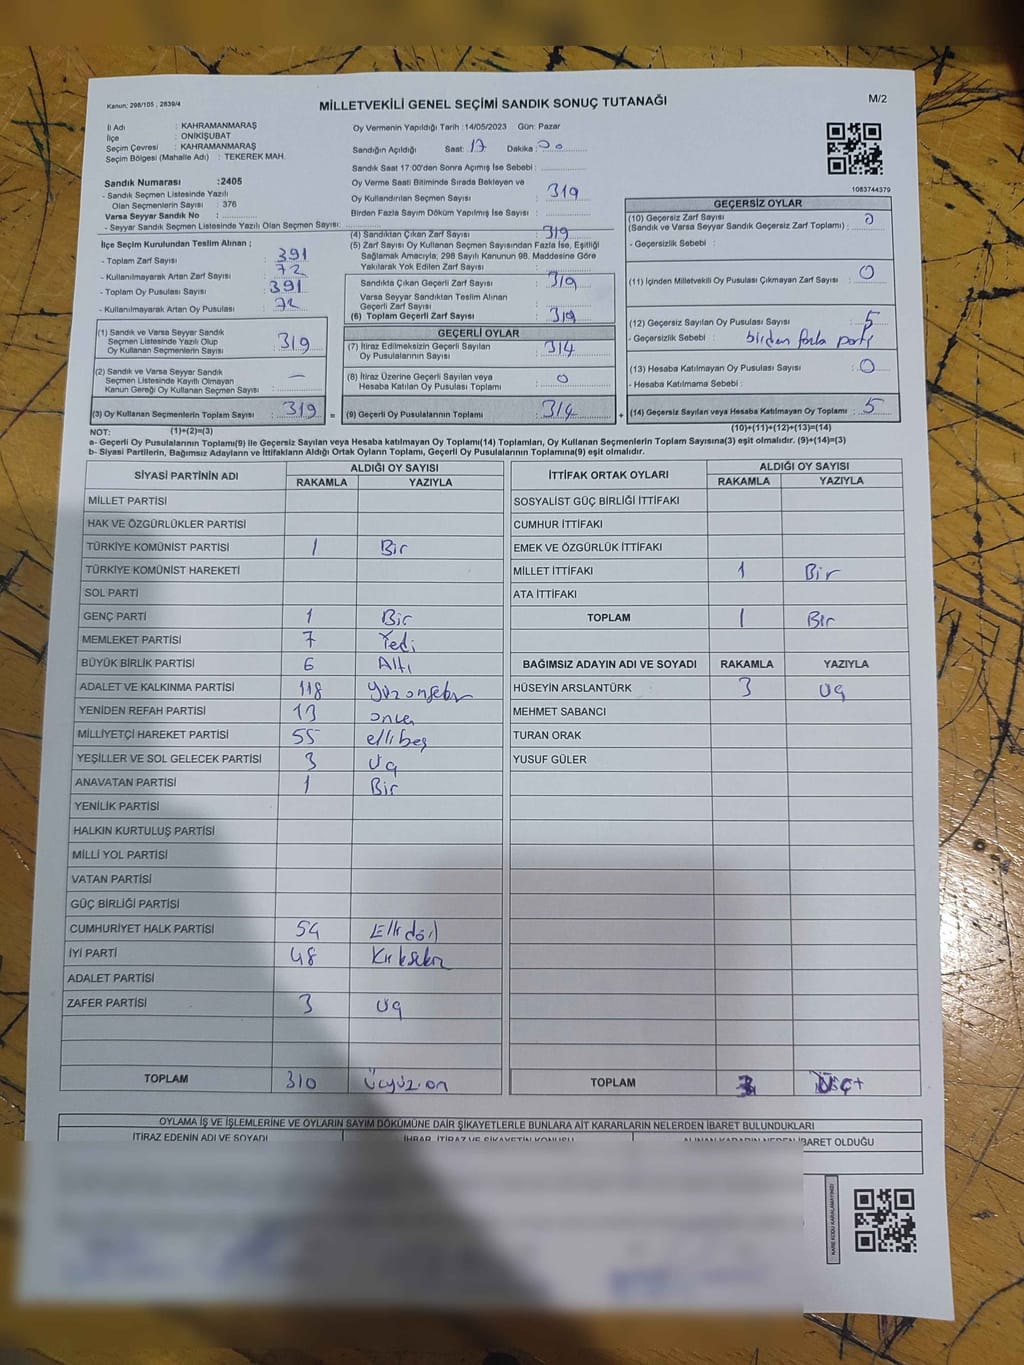 Kanun: 298/105 , 2839/4
MİLLETVEKİLİ GENEL SEÇİMİ SANDIK SONUÇ TUTANAĞI
M/2
İl Adı : KAHRAMANMARAŞ
İlçe : ONİKİŞUBAT
Seçim Çevresi : KAHRAMANMARAŞ
Seçim Bölgesi (Mahalle Adı) : TEKEREK MAH.
Oy Vermenin Yapıldığı Tarih :14/05/2023 Gün: Pazar
Sandığın Açıldığı Saat: 17 Dakika :
Sandık Saat 17:00'den Sonra Açılmış İse Sebebi :
1083744379
Sandık Numarası :2405
- Sandık Seçmen Listesinde Yazılı
Olan Seçmenlerin Sayısı : 376
Varsa Seyyar Sandık No :
- Seyyar Sandık Seçmen Listesinde Yazılı Olan Seçmen Sayısı:
Oy Verme Saati Bitiminde Sırada Bekleyen ve
Oy Kullandırılan Seçmen Sayısı : 319
Birden Fazla Sayım Döküm Yapılmış İse Sayısı :
İlçe Seçim Kurulundan Teslim Alınan ;
- Toplam Zarf Sayısı : 391
- Kullanılmayarak Artan Zarf Sayısı : 72
- Toplam Oy Pusulası Sayısı : 391
- Kullanılmayarak Artan Oy Pusulası : 72
(4) Sandıktan Çıkan Zarf Sayısı : 319
(5) Zarf Sayısı Oy Kullanan Seçmen Sayısından Fazla İse, Eşitliği
Sağlamak Amacıyla; 298 Sayılı Kanunun 98. Maddesine Göre
Yakılarak Yok Edilen Zarf Sayısı :
Sandıkta Çıkan Geçerli Zarf Sayısı : 319
Varsa Seyyar Sandıktan Teslim Alınan
Geçerli Zarf Sayısı :
(6) Toplam Geçerli Zarf Sayısı : 319
GEÇERSİZ OYLAR
(10) Geçersiz Zarf Sayısı
(Sandık ve Varsa Seyyar Sandık Geçersiz Zarf Toplamı) : 0
- Geçersizlik Sebebi :
(11) İçinden Milletvekili Oy Pusulası Çıkmayan Zarf Sayısı : 0
(12) Geçersiz Sayılan Oy Pusulası Sayısı : 5
- Geçersizlik Sebebi : birden fazla parti
(13) Hesaba Katılmayan Oy Pusulası Sayısı : 0
- Hesaba Katılmama Sebebi :
(14) Geçersiz Sayılan veya Hesaba Katılmayan Oy Toplamı : 5
(10)+(11)+(12)+(13)=(14)
(1) Sandık ve Varsa Seyyar Sandık
Seçmen Listesinde Yazılı Olup
Oy Kullanan Seçmenlerin Sayısı : 319
(2) Sandık ve Varsa Seyyar Sandık
Seçmen Listesinde Kayıtlı Olmayan
Kanun Gereği Oy Kullanan Seçmen Sayısı : —
(3) Oy Kullanan Seçmenlerin Toplam Sayısı : 319 =
(1)+(2)=(3)
GEÇERLİ OYLAR
(7) İtiraz Edilmeksizin Geçerli Sayılan
Oy Pusulalarının Sayısı : 314
(8) İtiraz Üzerine Geçerli Sayılan veya
Hesaba Katılan Oy Pusulası Toplamı : 0
(9) Geçerli Oy Pusulalarının Toplamı : 314 +
NOT:
a- Geçerli Oy Pusulalarının Toplamı(9) ile Geçersiz Sayılan veya Hesaba katılmayan Oy Toplamı(14) Toplamları, Oy Kullanan Seçmenlerin Toplam Sayısına(3) eşit olmalıdır. (9)+(14)=(3)
b- Siyasi Partilerin, Bağımsız Adayların ve İttifakların Aldığı Ortak Oyların Toplamı, Geçerli Oy Pusulalarının Toplamına(9) eşit olmalıdır.
SİYASİ PARTİNİN ADI ALDIĞI OY SAYISI
RAKAMLA YAZIYLA
MİLLET PARTİSİ
HAK VE ÖZGÜRLÜKLER PARTİSİ
TÜRKİYE KOMÜNİST PARTİSİ 1 Bir
TÜRKİYE KOMÜNİST HAREKETİ
SOL PARTİ
GENÇ PARTİ 1 Bir
MEMLEKET PARTİSİ 7 Yedi
BÜYÜK BİRLİK PARTİSİ 6 Altı
ADALET VE KALKINMA PARTİSİ 118 yüzonsekiz
YENİDEN REFAH PARTİSİ 13 onüç
MİLLİYETÇİ HAREKET PARTİSİ 55 ellibeş
YEŞİLLER VE SOL GELECEK PARTİSİ 3 üç
ANAVATAN PARTİSİ 1 Bir
YENİLİK PARTİSİ
HALKIN KURTULUŞ PARTİSİ
MİLLİ YOL PARTİSİ
VATAN PARTİSİ
GÜÇ BİRLİĞİ PARTİSİ
CUMHURİYET HALK PARTİSİ 54 Ellidört
İYİ PARTİ 48 Kırksekiz
ADALET PARTİSİ
ZAFER PARTİSİ 3 üç
TOPLAM 310 üçyüzon
İTTİFAK ORTAK OYLARI ALDIĞI OY SAYISI
RAKAMLA YAZIYLA
SOSYALİST GÜÇ BİRLİĞİ İTTİFAKI
CUMHUR İTTİFAKI
EMEK VE ÖZGÜRLÜK İTTİFAKI
MİLLET İTTİFAKI 1 Bir
ATA İTTİFAKI
TOPLAM 1 Bir
BAĞIMSIZ ADAYIN ADI VE SOYADI RAKAMLA YAZIYLA
HÜSEYİN ARSLANTÜRK 3 üç
MEHMET SABANCI
TURAN ORAK
YUSUF GÜLER
TOPLAM 3
OYLAMA İŞ VE İŞLEMLERİNE VE OYLARIN SAYIM DÖKÜMÜNE DAİR ŞİKAYETLERLE BUNLARA AİT KARARLARIN NELERDEN İBARET BULUNDUKLARI
İTİRAZ EDENİN ADI VE SOYADI İHBAR, İTİRAZ VE ŞİKAYETİN KONUSU ALINAN KARARIN NEDEN İBARET OLDUĞU
KARE KODU KARALAMAYINIZ!